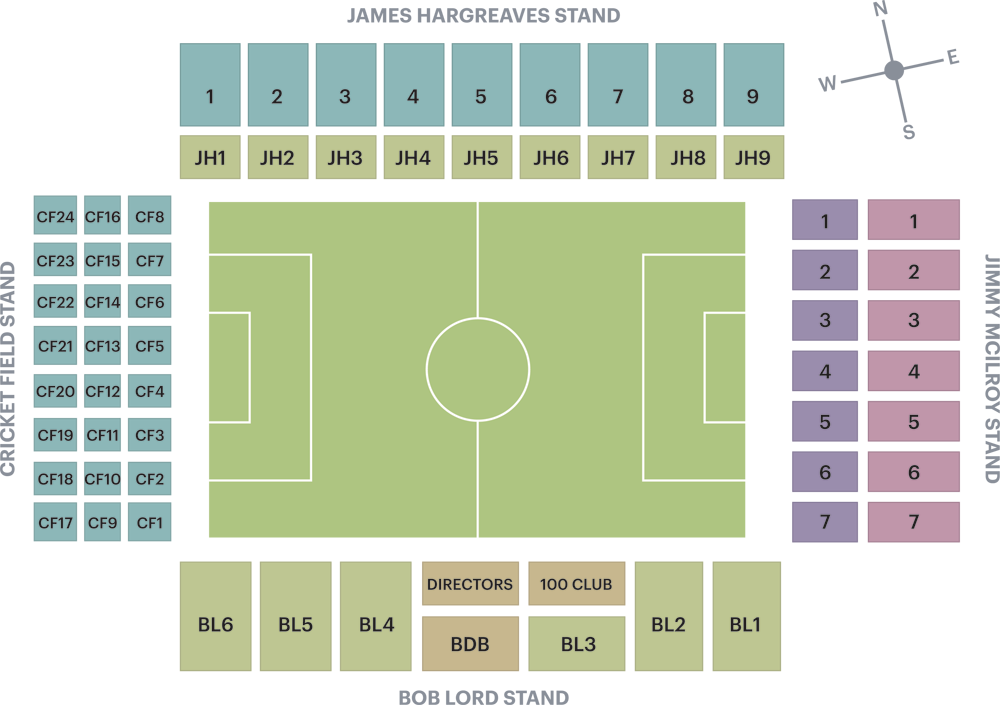 JAMES HARGREAVES STAND
N
W E
S
1 2 3 4 5 6 7 8 9
JH1 JH2 JH3 JH4 JH5 JH6 JH7 JH8 JH9
CRICKET FIELD STAND
CF24 CF16 CF8
CF23 CF15 CF7
CF22 CF14 CF6
CF21 CF13 CF5
CF20 CF12 CF4
CF19 CF11 CF3
CF18 CF10 CF2
CF17 CF9 CF1
1 1
2 2
3 3
4 4
5 5
6 6
7 7
JIMMY MCILROY STAND
DIRECTORS 100 CLUB
BL6 BL5 BL4 BDB BL3 BL2 BL1
BOB LORD STAND